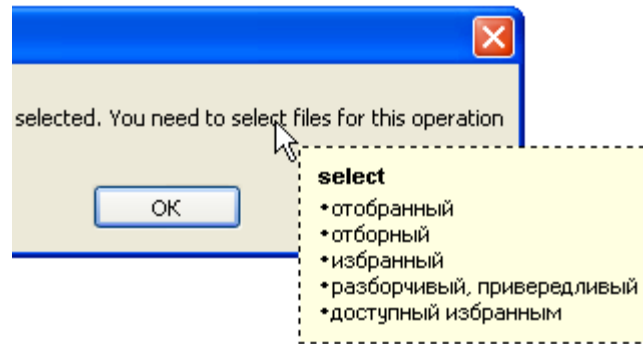 selected. You need to select files for this operation
OK
select
•отобранный
•отборный
•избранный
•разборчивый, привередливый
•доступный избранным